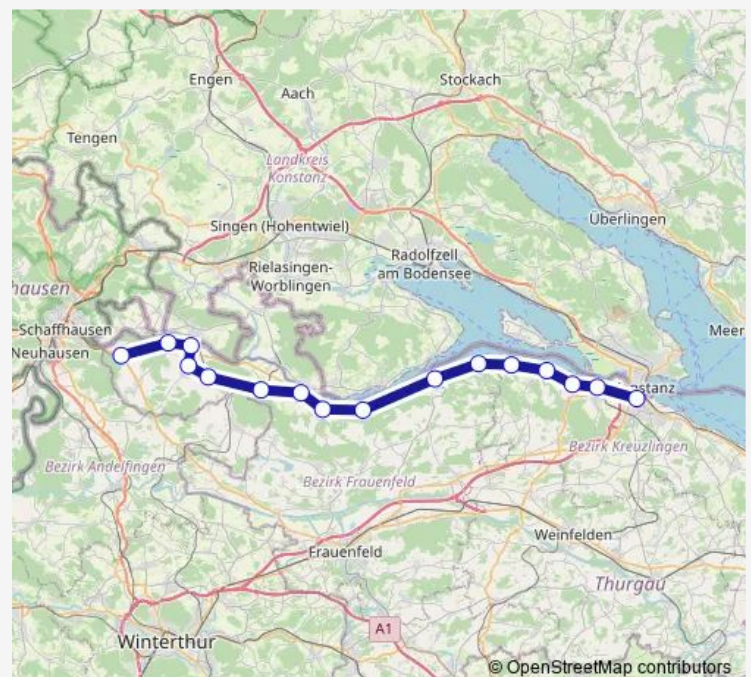 Engen
Aach
Stockach
Tengen
Landkreis
Konstanz
Überlingen
Singen (Hohentwiel)
Radolfzell
am Bodensee
Rielasingen-
Worblingen
hausen
Schaffhausen
Neuhausen
Meer
nstanz
Bezirk Kreuzlingen
Bezirk Andelfingen
Bezirk Frauenfeld
Weinfelden
Frauenfeld
Thurgau
A1
Winterthur
© OpenStreetMap contributors